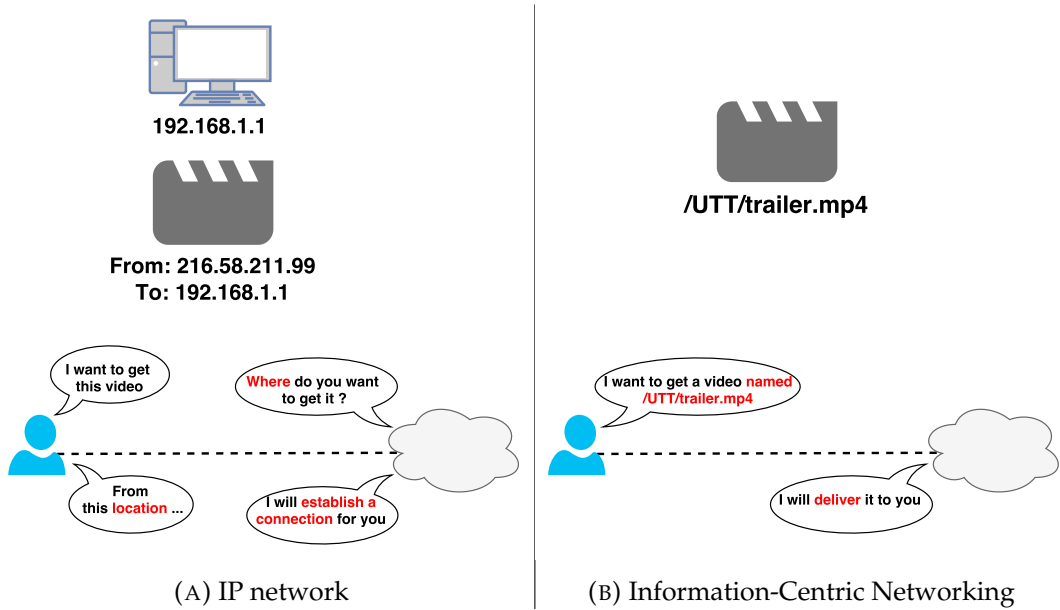 192.168.1.1
From: 216.58.211.99
To: 192.168.1.1
I want to get
this video
Where do you want
to get it ?
From
this location ...
I will establish a
connection for you
(A) IP network
/UTT/trailer.mp4
I want to get a video named
/UTT/trailer.mp4
I will deliver it to you
(B) Information-Centric Networking